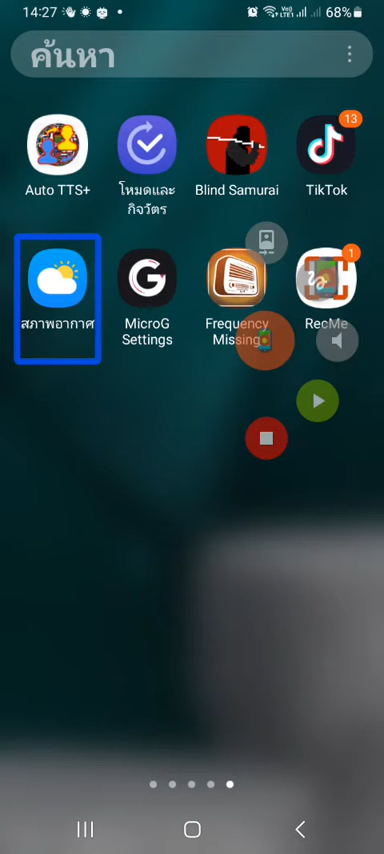 14:27 68%
ค้นหา
13
Auto TTS+ โหมดและ Blind Samurai TikTok
กิจวัตร
1
สภาพอากาศ MicroG Frequency RecMe
Settings Missing